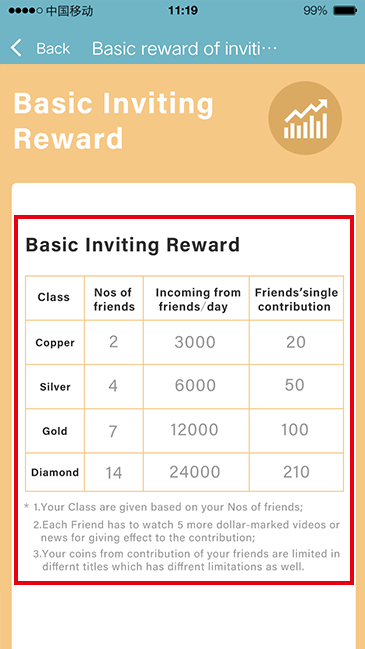 中国移动 11:19 99%
Back Basic reward of inviti···
Basic Inviting
Reward
Basic Inviting Reward
Class Nos of friends Incoming from friends/day Friends'single contribution
Copper 2 3000 20
Silver 4 6000 50
Gold 7 12000 100
Diamond 14 24000 210
* 1.Your Class are given based on your Nos of friends;
2.Each Friend has to watch 5 more dollar-marked videos or
news for giving effect to the contribution;
3.Your coins from contribution of your friends are limited in
differnt titles which has diffrent limitations as well.